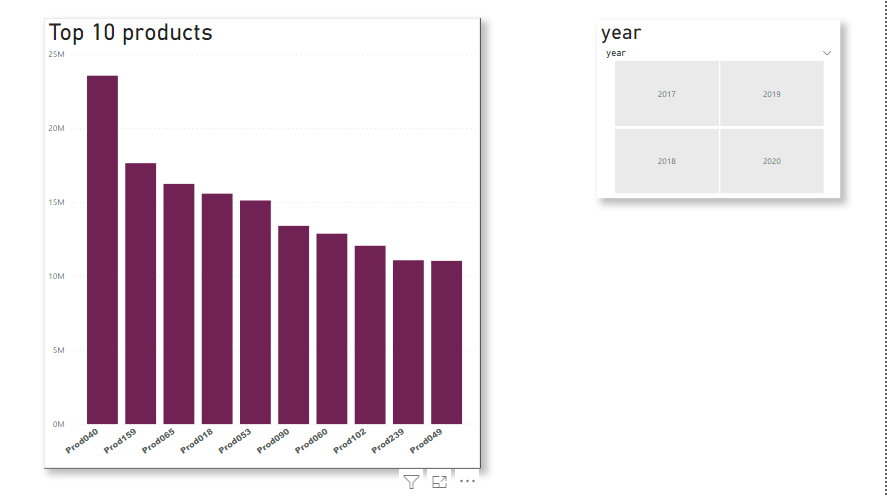 Top 10 products
25M
20M
15M
10M
5M
0M
Prod040 Prod159 Prod065 Prod018 Prod053 Prod090 Prod060 Prod102 Prod239 Prod049
year
year
2017 2019
2018 2020